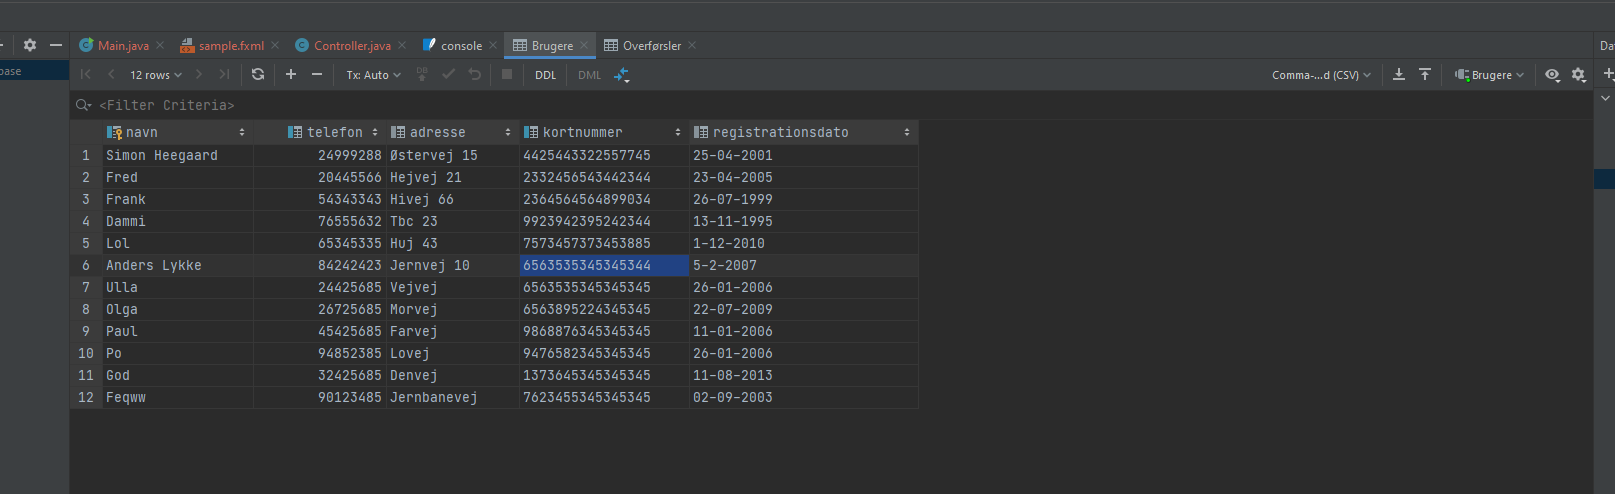 Main.java sample.fxml Controller.java console Brugere Overførsler Da
base 12 rows Tx: Auto DB DDL DML Comma-...d (CSV) Brugere
<Filter Criteria>
navn telefon adresse kortnummer registrationsdato
1 Simon Heegaard 24999288 Østervej 15 4425443322557745 25-04-2001
2 Fred 20445566 Hejvej 21 2332456543442344 23-04-2005
3 Frank 54343343 Hivej 66 2364564564899034 26-07-1999
4 Dammi 76555632 Tbc 23 9923942395242344 13-11-1995
5 Lol 65345335 Huj 43 7573457373453885 1-12-2010
6 Anders Lykke 84242423 Jernvej 10 6563535345345344 5-2-2007
7 Ulla 24425685 Vejvej 6563535345345345 26-01-2006
8 Olga 26725685 Morvej 6563895224345345 22-07-2009
9 Paul 45425685 Farvej 9868876345345345 11-01-2006
10 Po 94852385 Lovej 9476582345345345 26-01-2006
11 God 32425685 Denvej 1373645345345345 11-08-2013
12 Feqww 90123485 Jernbanevej 7623455345345345 02-09-2003